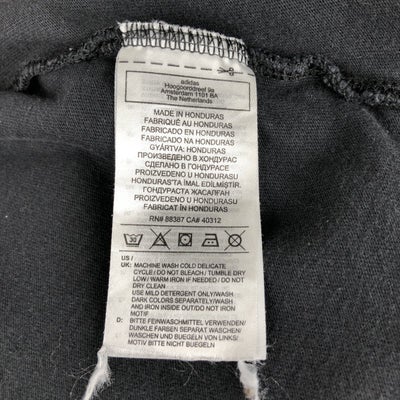 adidas
Hoogoorddreef 9a
Amsterdam 1101 BA
The Netherlands
MADE IN HONDURAS
FABRIQUÉ AU HONDURAS
FABRICADO EN HONDURAS
FABRICADO NA HONDURAS
GYÁRTVA: HONDURAS
ПРОИЗВЕДЕНО В ХОНДУРАС
СДЕЛАНО В ГОНДУРАС
PROIZVEDENO U HONDURASU
HONDURAS'TA IMAL EDILMIŞTIR.
ГОНДУРАСТА ЖАСАЛҒАН
PROIZVEDENO U HONDURASU
FABRICAT ÎN HONDURAS
RN# 88387 CA# 40312
30
US /
UK: MACHINE WASH COLD DELICATE
CYCLE / DO NOT BLEACH / TUMBLE DRY
LOW / WARM IRON IF NEEDED / DO NOT
DRY CLEAN
USE MILD DETERGENT ONLY/WASH
DARK COLORS SEPARATELY/WASH
AND IRON INSIDE OUT/DO NOT IRON
MOTIF
D: BITTE FEINWASCHMITTEL VERWENDEN/
DUNKLE FARBEN SEPARAT WASCHEN/
WASCHEN UND BUEGELN VON LINKS/
MOTIV BITTE NICHT BUEGELN